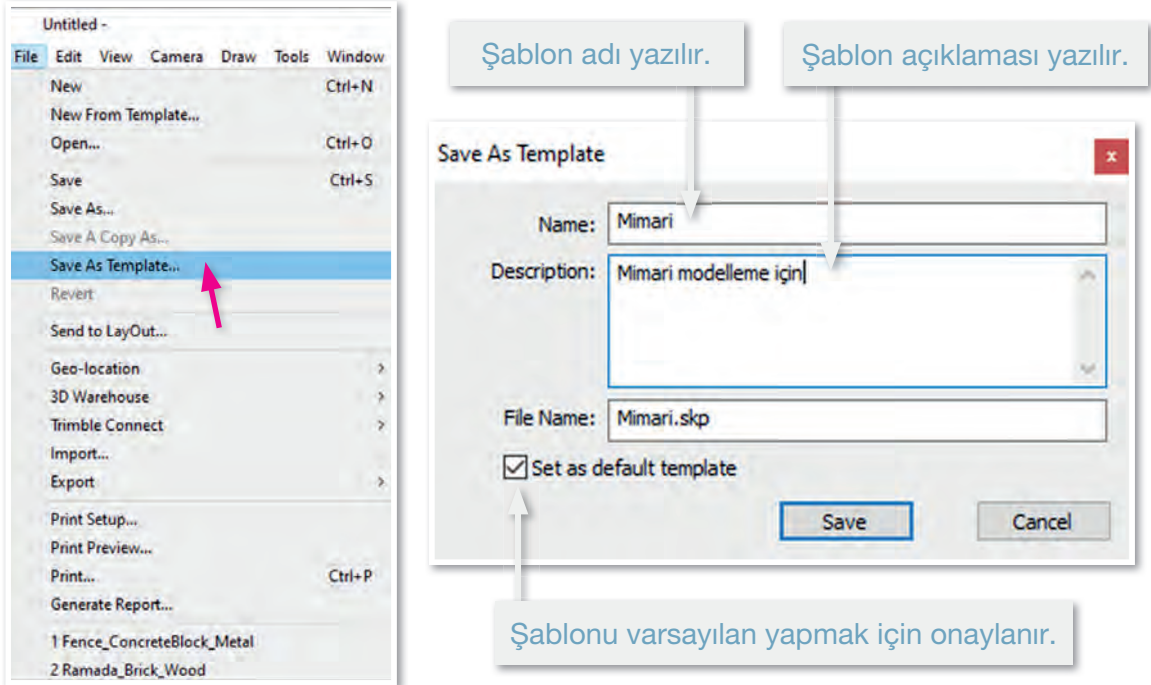 Untitled -
File Edit View Camera Draw Tools Window
New Ctrl+N
New From Template...
Open... Ctrl+O
Save Ctrl+S
Save As...
Save A Copy As...
Save As Template...
Revert
Send to LayOut...
Geo-location
3D Warehouse
Trimble Connect
Import...
Export
Print Setup...
Print Preview...
Print... Ctrl+P
Generate Report...
1 Fence_ConcreteBlock_Metal
2 Ramada_Brick_Wood
Şablon adı yazılır.
Şablon açıklaması yazılır.
Save As Template
x
Name: Mimari
Description: Mimari modelleme için
File Name: Mimari.skp
Set as default template
Save Cancel
Şablonu varsayılan yapmak için onaylanır.